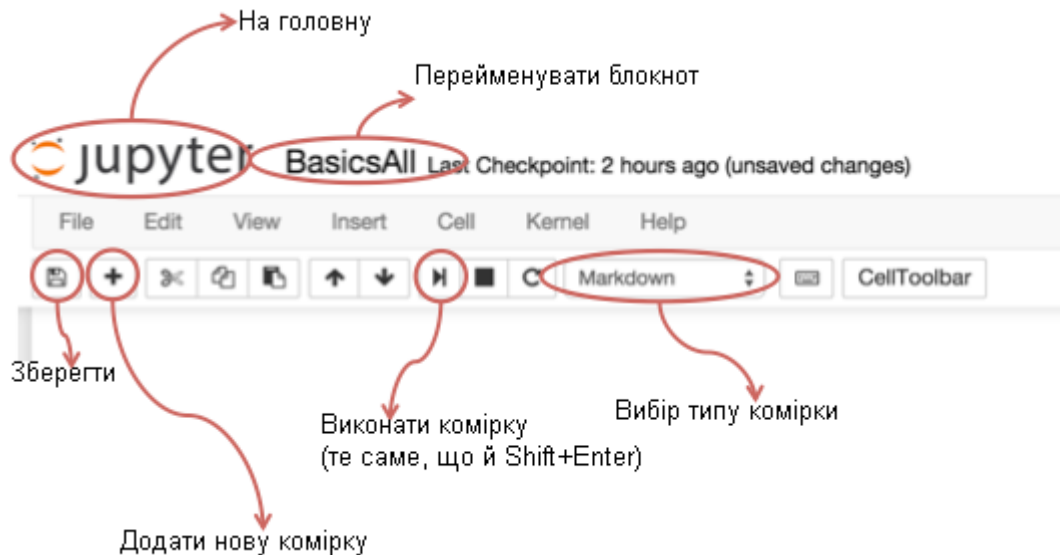 На головну
Перейменувати блокнот
jupyter BasicsAll Last Checkpoint: 2 hours ago (unsaved changes)
File Edit View Insert Cell Kernel Help
Markdown CellToolbar
Зберегти
Виконати комірку
(те саме, що й Shift+Enter)
Вибір типу комірки
Додати нову комірку